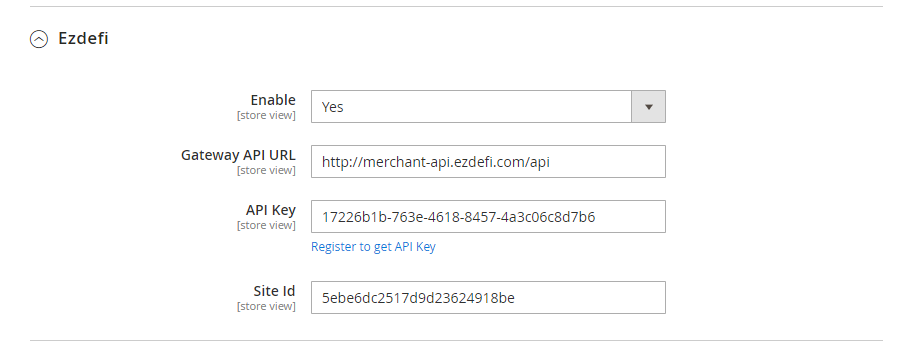 Ezdefi
Enable
[store view]
Yes
Gateway API URL
[store view]
http://merchant-api.ezdefi.com/api
API Key
[store view]
17226b1b-763e-4618-8457-4a3c06c8d7b6
Register to get API Key
Site Id
[store view]
5ebe6dc2517d9d23624918be